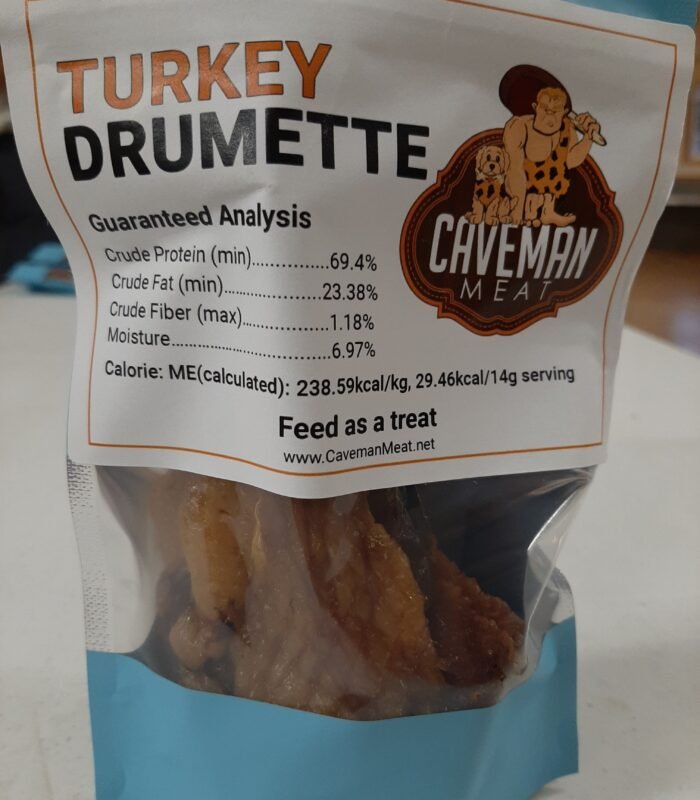 TURKEY
DRUMETTE
CAVEMAN
MEAT
Guaranteed Analysis
Crude Protein (min)..................69.4%
Crude Fat (min)......................23.38%
Crude Fiber (max)...................1.18%
Moisture.................................6.97%
Calorie: ME(calculated): 238.59kcal/kg, 29.46kcal/14g serving
Feed as a treat
www.CavemanMeat.net